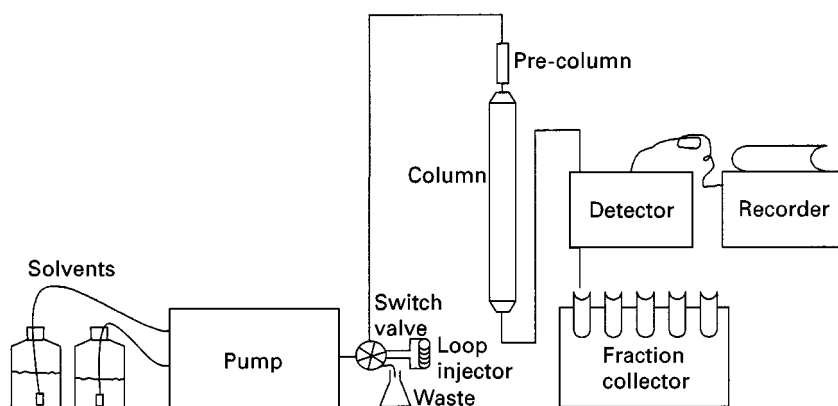 Pre-column
Column
Detector
Recorder
Solvents
Switch
valve
Pump
Loop
injector
Waste
Fraction
collector